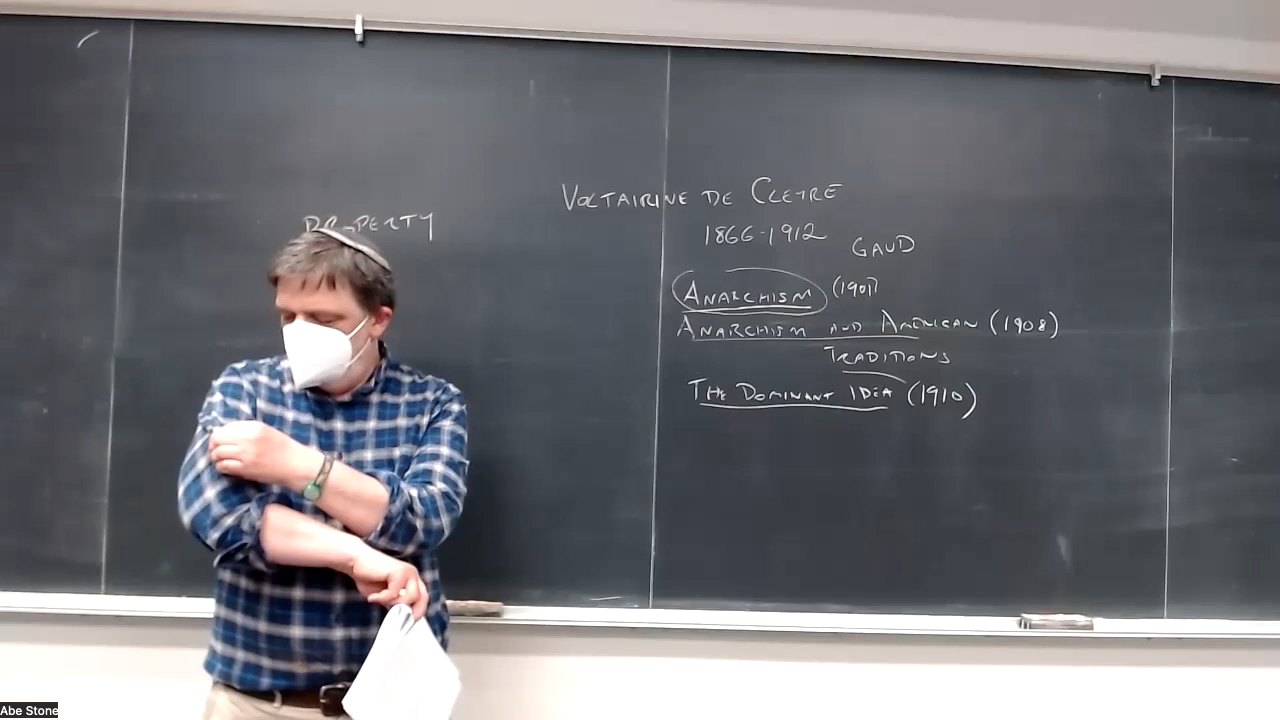 PROPERTY
VOLTAIRINE DE CLEYRE
1866-1912
GAUD
ANARCHISM (1901)
ANARCHISM AND AMERICAN (1908)
TRADITIONS
THE DOMINANT IDEA (1910)
Abe Stone